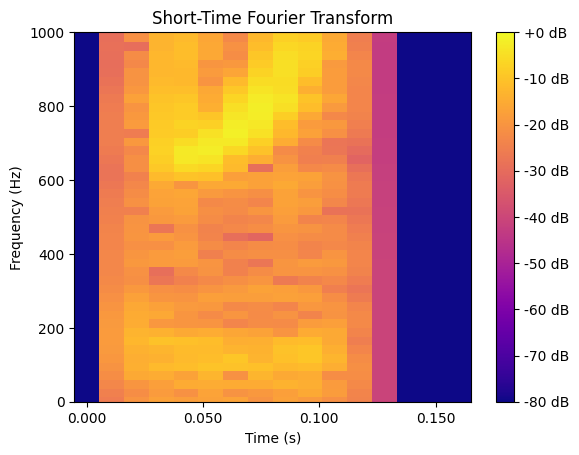 Short-Time Fourier Transform
Frequency (Hz)
1000
800
600
400
200
0
0.000
0.050
0.100
0.150
Time (s)
+0 dB
-10 dB
-20 dB
-30 dB
-40 dB
-50 dB
-60 dB
-70 dB
-80 dB